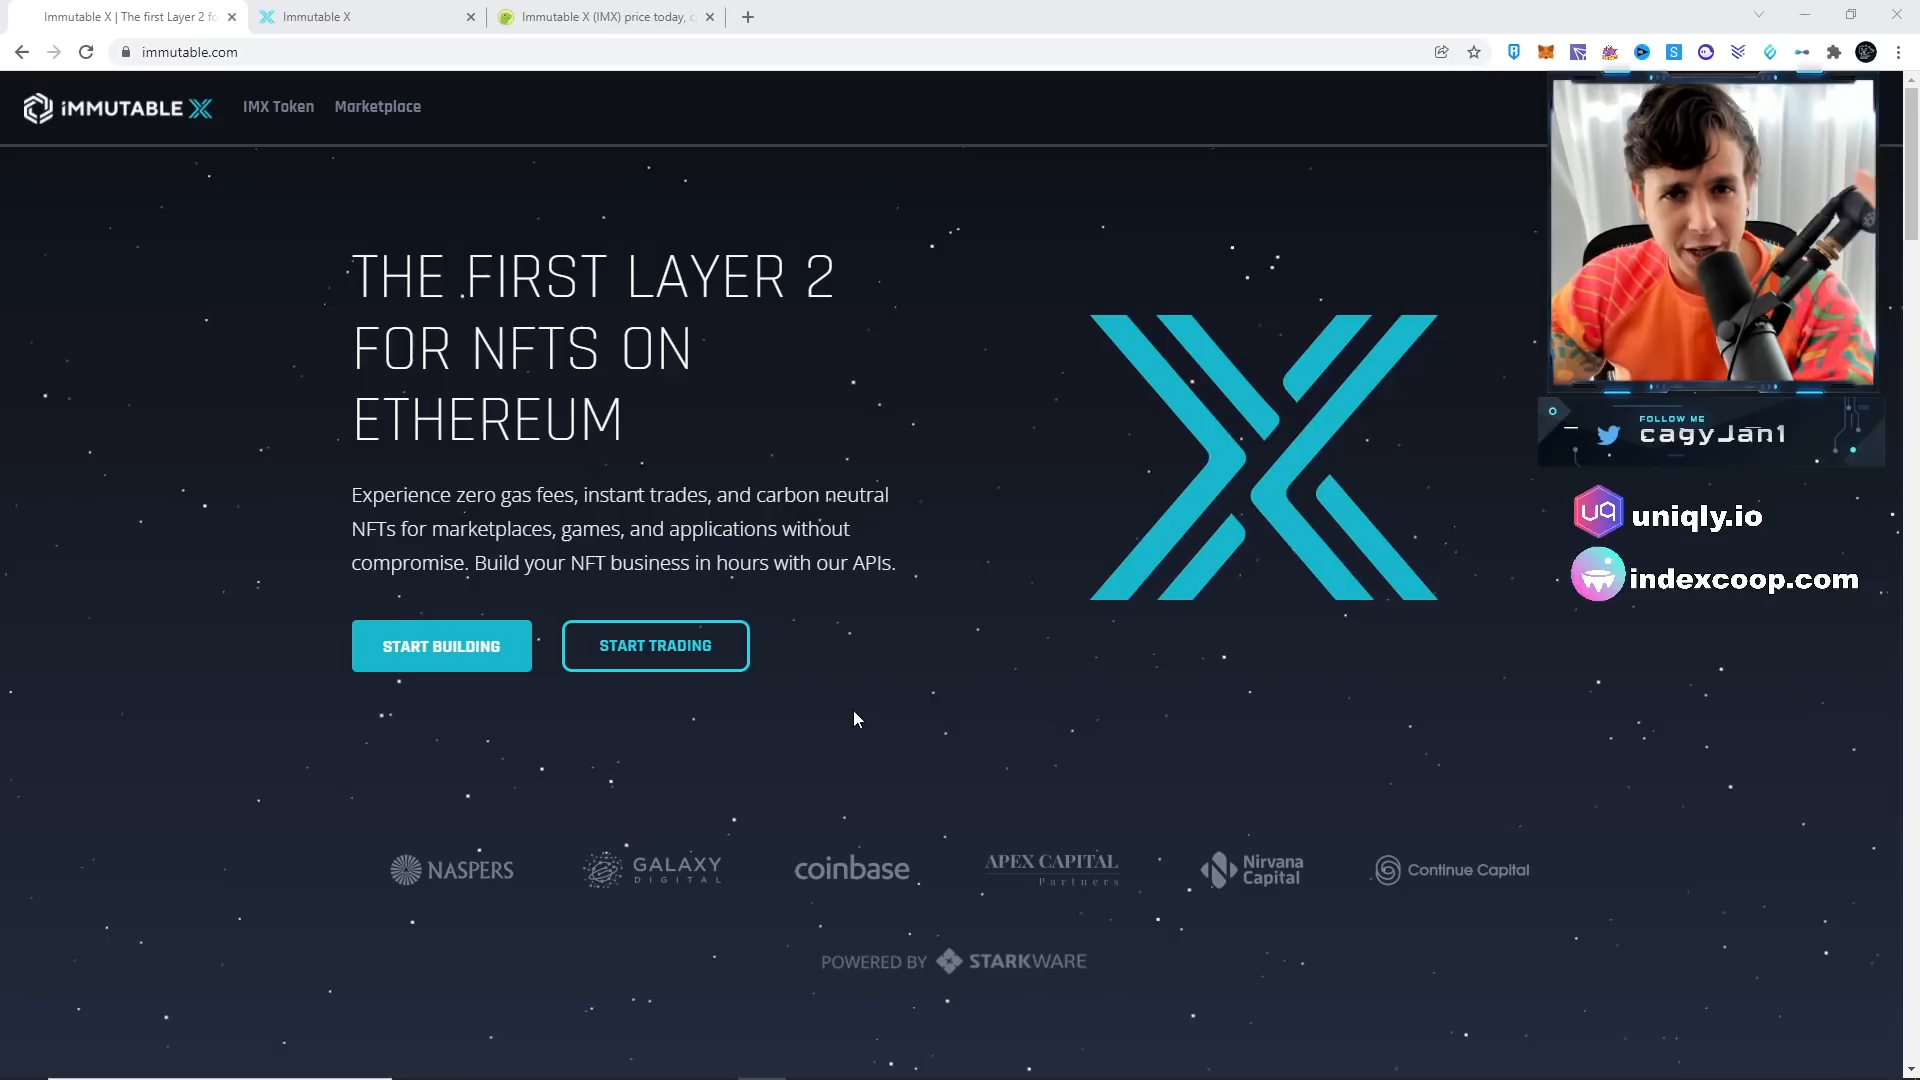 Immutable X | The first Layer 2 fo
Immutable X
Immutable X (IMX) price today, c
immutable.com
iMMUTABLE X
IMX Token
Marketplace
THE FIRST LAYER 2
FOR NFTS ON
ETHEREUM
Experience zero gas fees, instant trades, and carbon neutral
NFTs for marketplaces, games, and applications without
compromise. Build your NFT business in hours with our APIs.
START BUILDING
START TRADING
FOLLOW ME
cagyJan1
uq
uniqly.io
indexcoop.com
NASPERS
GALAXY
DIGITAL
coinbase
APEX CAPITAL
Partners
Nirvana
Capital
Continue Capital
POWERED BY STARKWARE